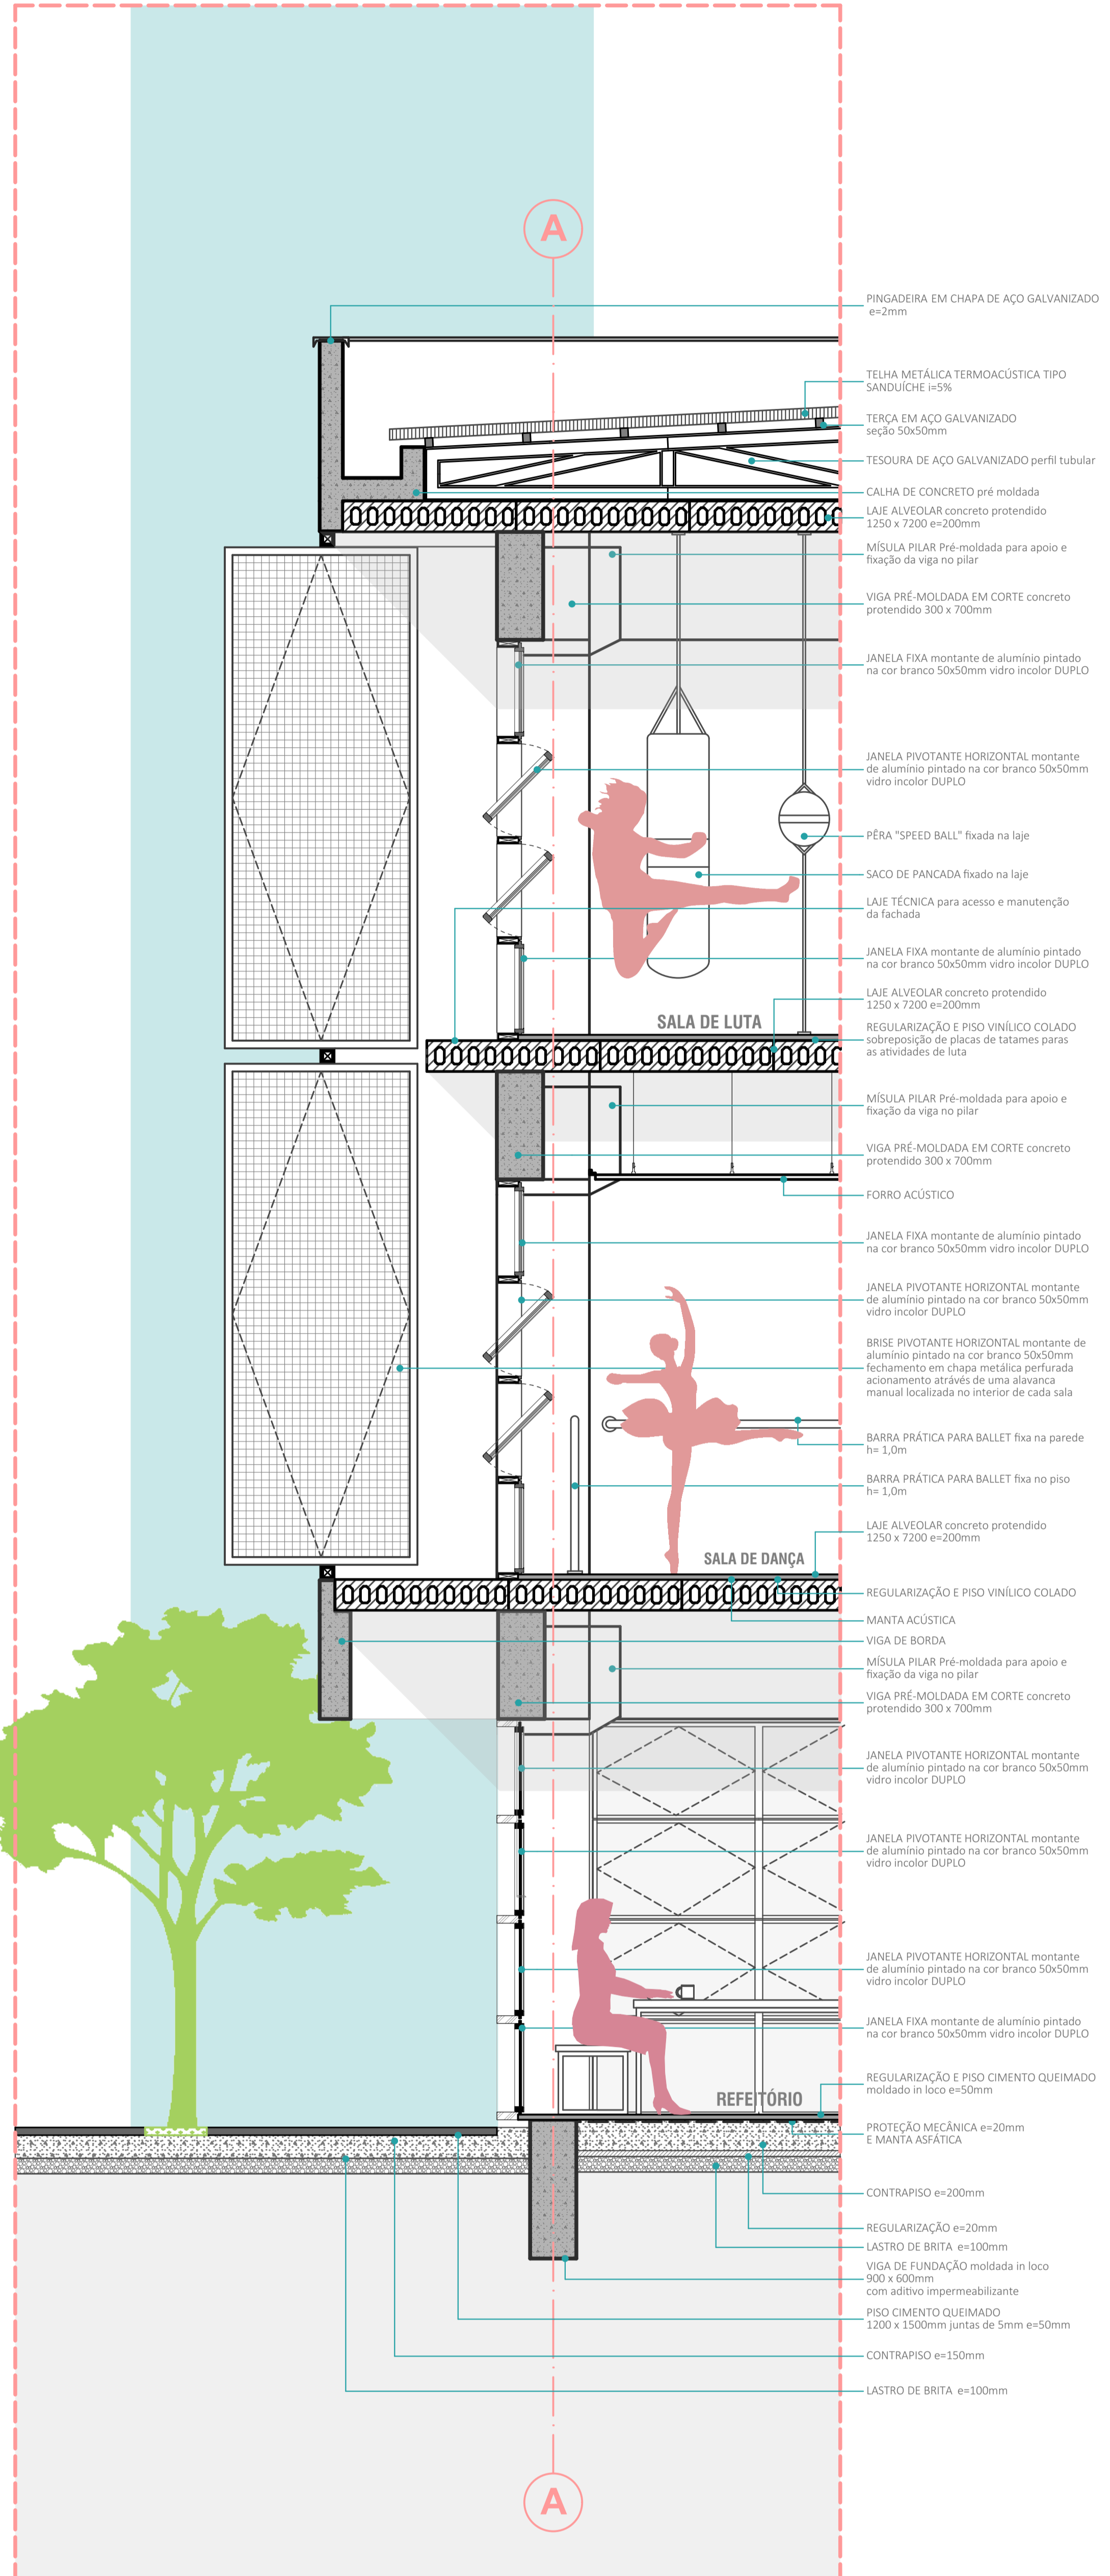 A
PINGADEIRA EM CHAPA DE AÇO GALVANIZADO
e=2mm
TELHA METÁLICA TERMOACÚSTICA TIPO
SANDUÍCHE i=5%
TERÇA EM AÇO GALVANIZADO
seção 50x50mm
TESOURA DE AÇO GALVANIZADO perfil tubular
CALHA DE CONCRETO pré moldada
LAJE ALVEOLAR concreto protendido
1250 x 7200 e=200mm
MÍSULA PILAR Pré-moldada para apoio e
fixação da viga no pilar
VIGA PRÉ-MOLDADA EM CORTE concreto
protendido 300 x 700mm
JANELA FIXA montante de alumínio pintado
na cor branco 50x50mm vidro incolor DUPLO
JANELA PIVOTANTE HORIZONTAL montante
de alumínio pintado na cor branco 50x50mm
vidro incolor DUPLO
PÊRA "SPEED BALL" fixada na laje
SACO DE PANCADA fixado na laje
LAJE TÉCNICA para acesso e manutenção
da fachada
JANELA FIXA montante de alumínio pintado
na cor branco 50x50mm vidro incolor DUPLO
LAJE ALVEOLAR concreto protendido
1250 x 7200 e=200mm
SALA DE LUTA
REGULARIZAÇÃO E PISO VINÍLICO COLADO
sobreposição de placas de tatames paras
as atividades de luta
MÍSULA PILAR Pré-moldada para apoio e
fixação da viga no pilar
VIGA PRÉ-MOLDADA EM CORTE concreto
protendido 300 x 700mm
FORRO ACÚSTICO
JANELA FIXA montante de alumínio pintado
na cor branco 50x50mm vidro incolor DUPLO
JANELA PIVOTANTE HORIZONTAL montante
de alumínio pintado na cor branco 50x50mm
vidro incolor DUPLO
BRISE PIVOTANTE HORIZONTAL montante de
alumínio pintado na cor branco 50x50mm
fechamento em chapa metálica perfurada
acionamento atrávés de uma alavanca
manual localizada no interior de cada sala
BARRA PRÁTICA PARA BALLET fixa na parede
h= 1,0m
BARRA PRÁTICA PARA BALLET fixa no piso
h= 1,0m
LAJE ALVEOLAR concreto protendido
1250 x 7200 e=200mm
SALA DE DANÇA
REGULARIZAÇÃO E PISO VINÍLICO COLADO
MANTA ACÚSTICA
VIGA DE BORDA
MÍSULA PILAR Pré-moldada para apoio e
fixação da viga no pilar
VIGA PRÉ-MOLDADA EM CORTE concreto
protendido 300 x 700mm
JANELA PIVOTANTE HORIZONTAL montante
de alumínio pintado na cor branco 50x50mm
vidro incolor DUPLO
JANELA PIVOTANTE HORIZONTAL montante
de alumínio pintado na cor branco 50x50mm
vidro incolor DUPLO
JANELA PIVOTANTE HORIZONTAL montante
de alumínio pintado na cor branco 50x50mm
vidro incolor DUPLO
JANELA FIXA montante de alumínio pintado
na cor branco 50x50mm vidro incolor DUPLO
REGULARIZAÇÃO E PISO CIMENTO QUEIMADO
moldado in loco e=50mm
REFEITÓRIO
PROTEÇÃO MECÂNICA e=20mm
E MANTA ASFÁTICA
CONTRAPISO e=200mm
REGULARIZAÇÃO e=20mm
LASTRO DE BRITA e=100mm
VIGA DE FUNDAÇÃO moldada in loco
900 x 600mm
com aditivo impermeabilizante
PISO CIMENTO QUEIMADO
1200 x 1500mm juntas de 5mm e=50mm
CONTRAPISO e=150mm
LASTRO DE BRITA e=100mm
A